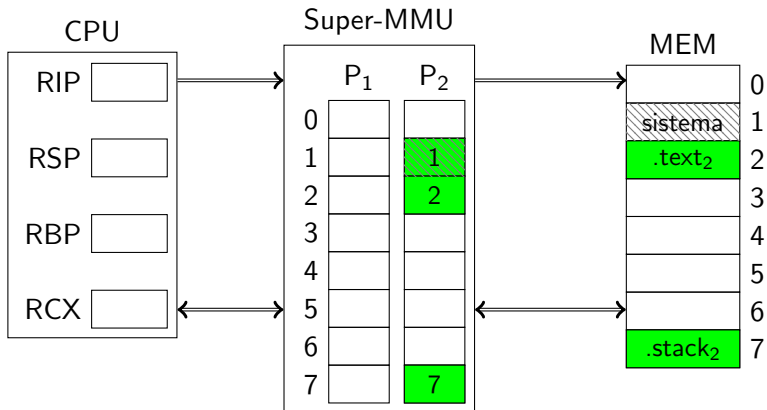 Super-MMU
CPU
MEM
RIP
RSP
RBP
RCX
P₁ P₂
0
1 1
2 2
3
4
5
6
7 7
0
sistema 1
.text₂ 2
3
4
5
6
.stack₂ 7